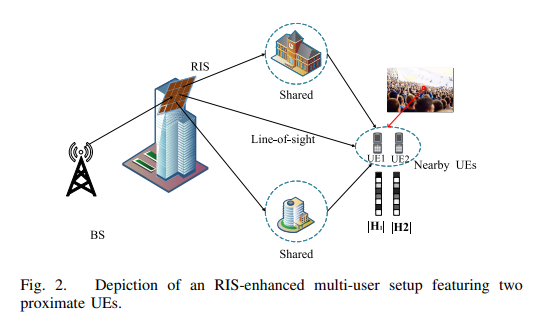 RIS
Shared
Line-of-sight
UE1 UE2
Nearby UEs
|H₁| |H2|
BS
Shared
Fig. 2. Depiction of an RIS-enhanced multi-user setup featuring two
proximate UEs.